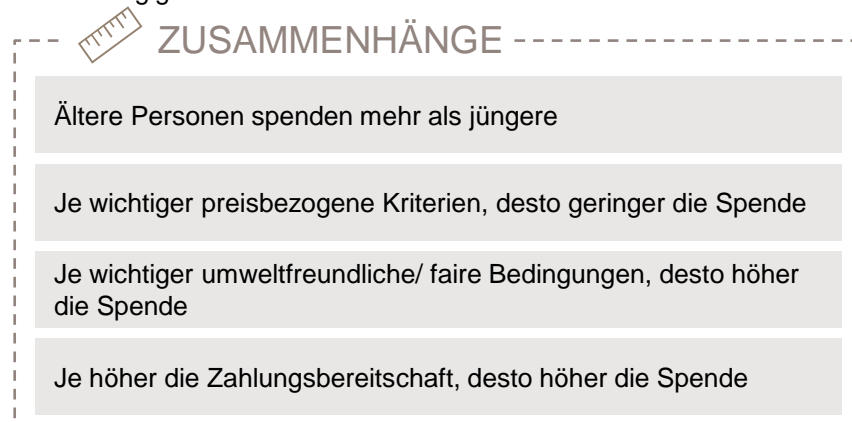 ZUSAMMENHÄNGE
Ältere Personen spenden mehr als jüngere
Je wichtiger preisbezogene Kriterien, desto geringer die Spende
Je wichtiger umweltfreundliche/ faire Bedingungen, desto höher
die Spende
Je höher die Zahlungsbereitschaft, desto höher die Spende